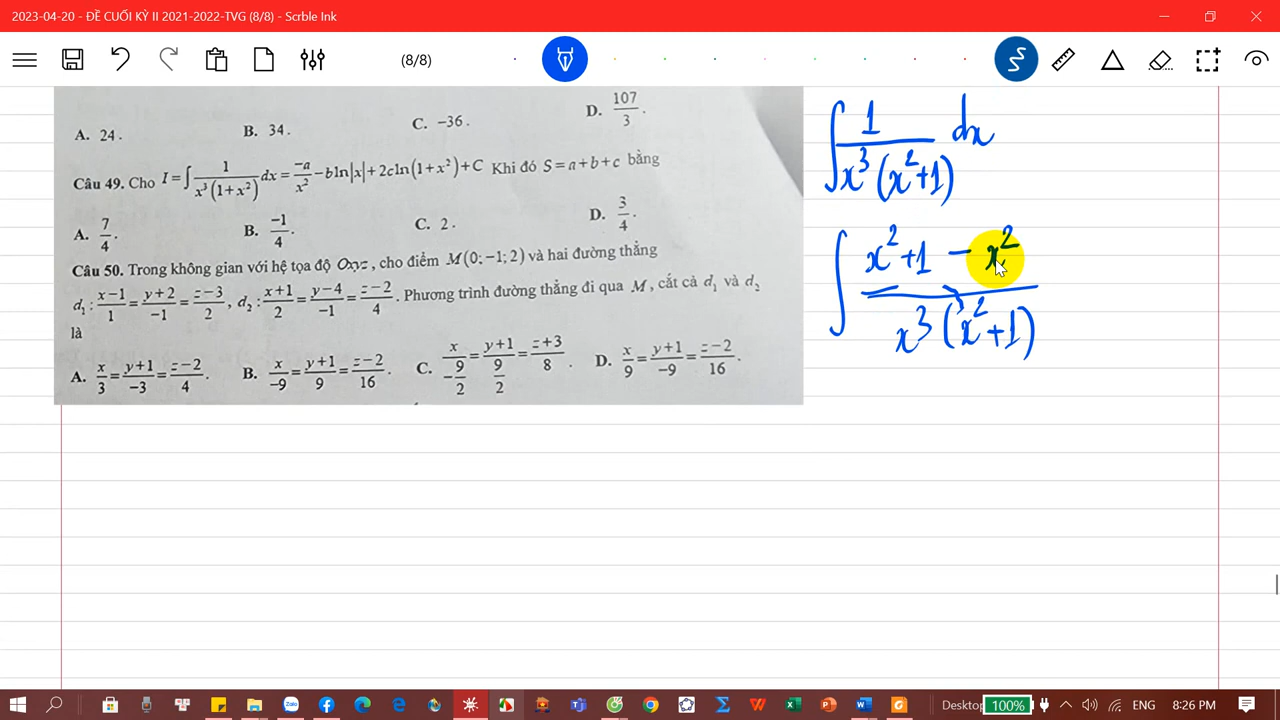 2023-04-20 - ĐỀ CUỐI KỲ II 2021-2022-TVG (8/8) - Scrble Ink
(8/8)
A. 24. B. 34. C. −36. D. 107/3.
Câu 49. Cho I = ∫ 1/(x³(1+x²)) dx = −a/x² − bln|x| + 2cln(1+x²) + C Khi đó S = a+b+c bằng
A. 7/4. B. −1/4. C. 2. D. 3/4.
Câu 50. Trong không gian với hệ tọa độ Oxyz, cho điểm M(0;−1;2) và hai đường thẳng
d₁: (x−1)/1 = (y+2)/−1 = (z−3)/2, d₂: (x+1)/2 = (y−4)/−1 = (z−2)/4. Phương trình đường thẳng đi qua M, cắt cả d₁ và d₂
là
A. x/3 = (y+1)/−3 = (z−2)/4. B. x/−9 = (y+1)/9 = (z−2)/16. C. x/(−9/2) = (y+1)/(9/2) = (z+3)/8. D. x/9 = (y+1)/−9 = (z−2)/16.
∫ 1/(x³(x²+1)) dx
∫ (x²+1 − x²)/(x³(x²+1))
Desktop 100% ENG 8:26 PM